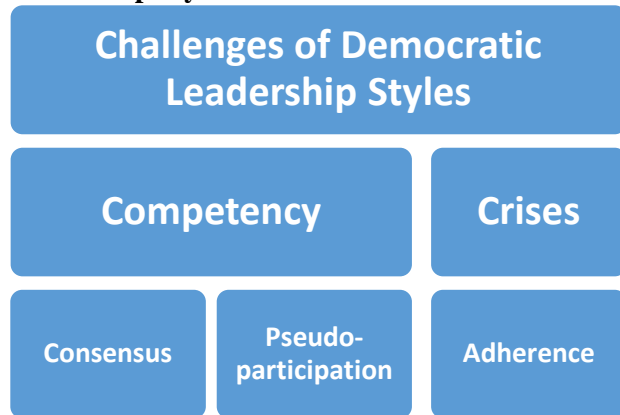 Challenges of Democratic
Leadership Styles
Competency
Crises
Consensus
Pseudo-
participation
Adherence